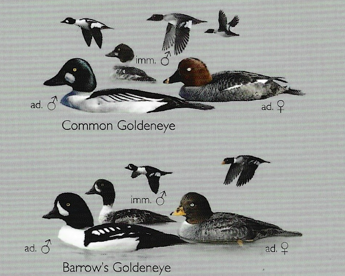 imm. ♂
ad. ♂
ad. ♀
Common Goldeneye
imm. ♂
ad. ♂
ad. ♀
Barrow's Goldeneye